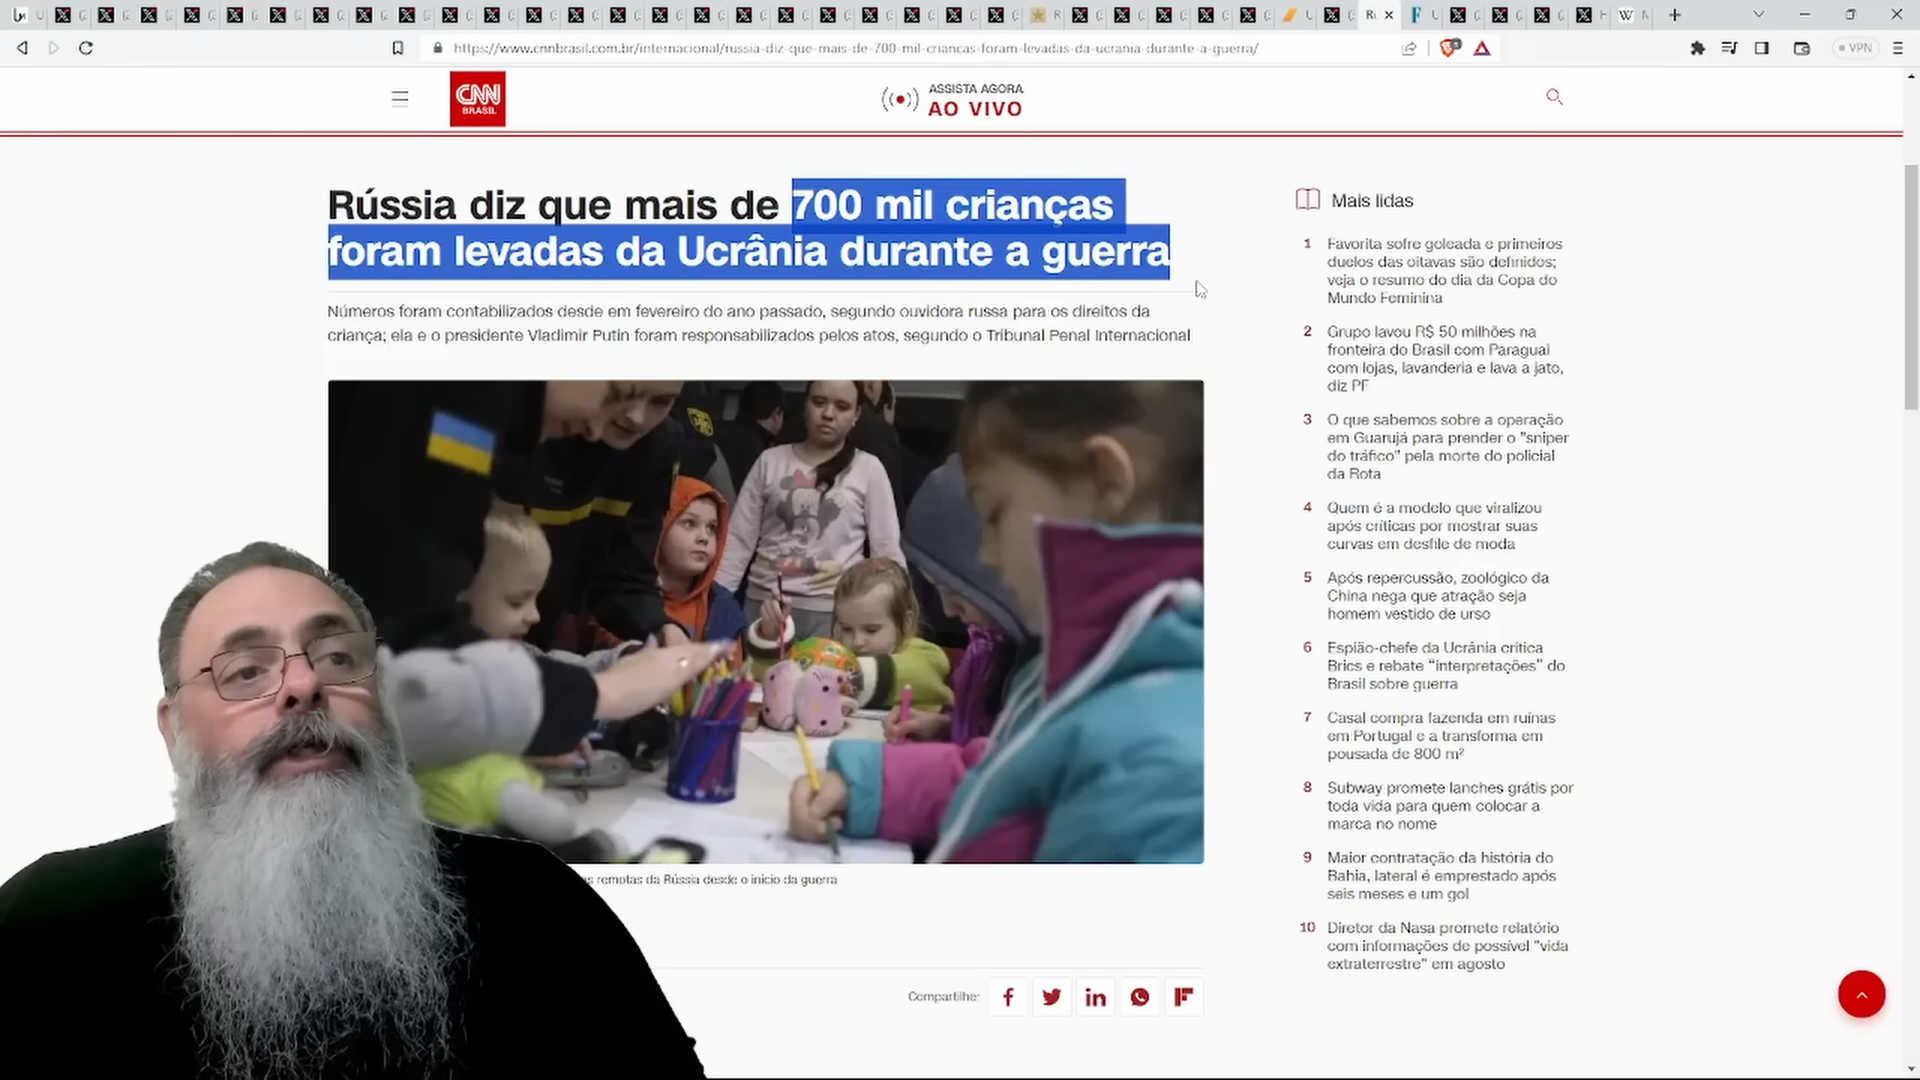 https://www.cnnbrasil.com.br/internacional/russia-diz-que-mais-de-700-mil-criancas-foram-levadas-da-ucrania-durante-a-guerra/
VPN
CNN
BRASIL
ASSISTA AGORA
AO VIVO
Rússia diz que mais de 700 mil crianças
foram levadas da Ucrânia durante a guerra
Números foram contabilizados desde em fevereiro do ano passado, segundo ouvidora russa para os direitos da
criança; ela e o presidente Vladimir Putin foram responsabilizados pelos atos, segundo o Tribunal Penal Internacional
remotas da Rússia desde o início da guerra
Compartilhe:
Mais lidas
1 Favorita sofre goleada e primeiros
duelos das oitavas são definidos;
veja o resumo do dia da Copa do
Mundo Feminina
2 Grupo lavou R$ 50 milhões na
fronteira do Brasil com Paraguai
com lojas, lavanderia e lava a jato,
diz PF
3 O que sabemos sobre a operação
em Guarujá para prender o "sniper
do tráfico" pela morte do policial
da Rota
4 Quem é a modelo que viralizou
após críticas por mostrar suas
curvas em desfile de moda
5 Após repercussão, zoológico da
China nega que atração seja
homem vestido de urso
6 Espião-chefe da Ucrânia critica
Brics e rebate “interpretações” do
Brasil sobre guerra
7 Casal compra fazenda em ruínas
em Portugal e a transforma em
pousada de 800 m²
8 Subway promete lanches grátis por
toda vida para quem colocar a
marca no nome
9 Maior contratação da história do
Bahia, lateral é emprestado após
seis meses e um gol
10 Diretor da Nasa promete relatório
com informações de possível "vida
extraterrestre" em agosto